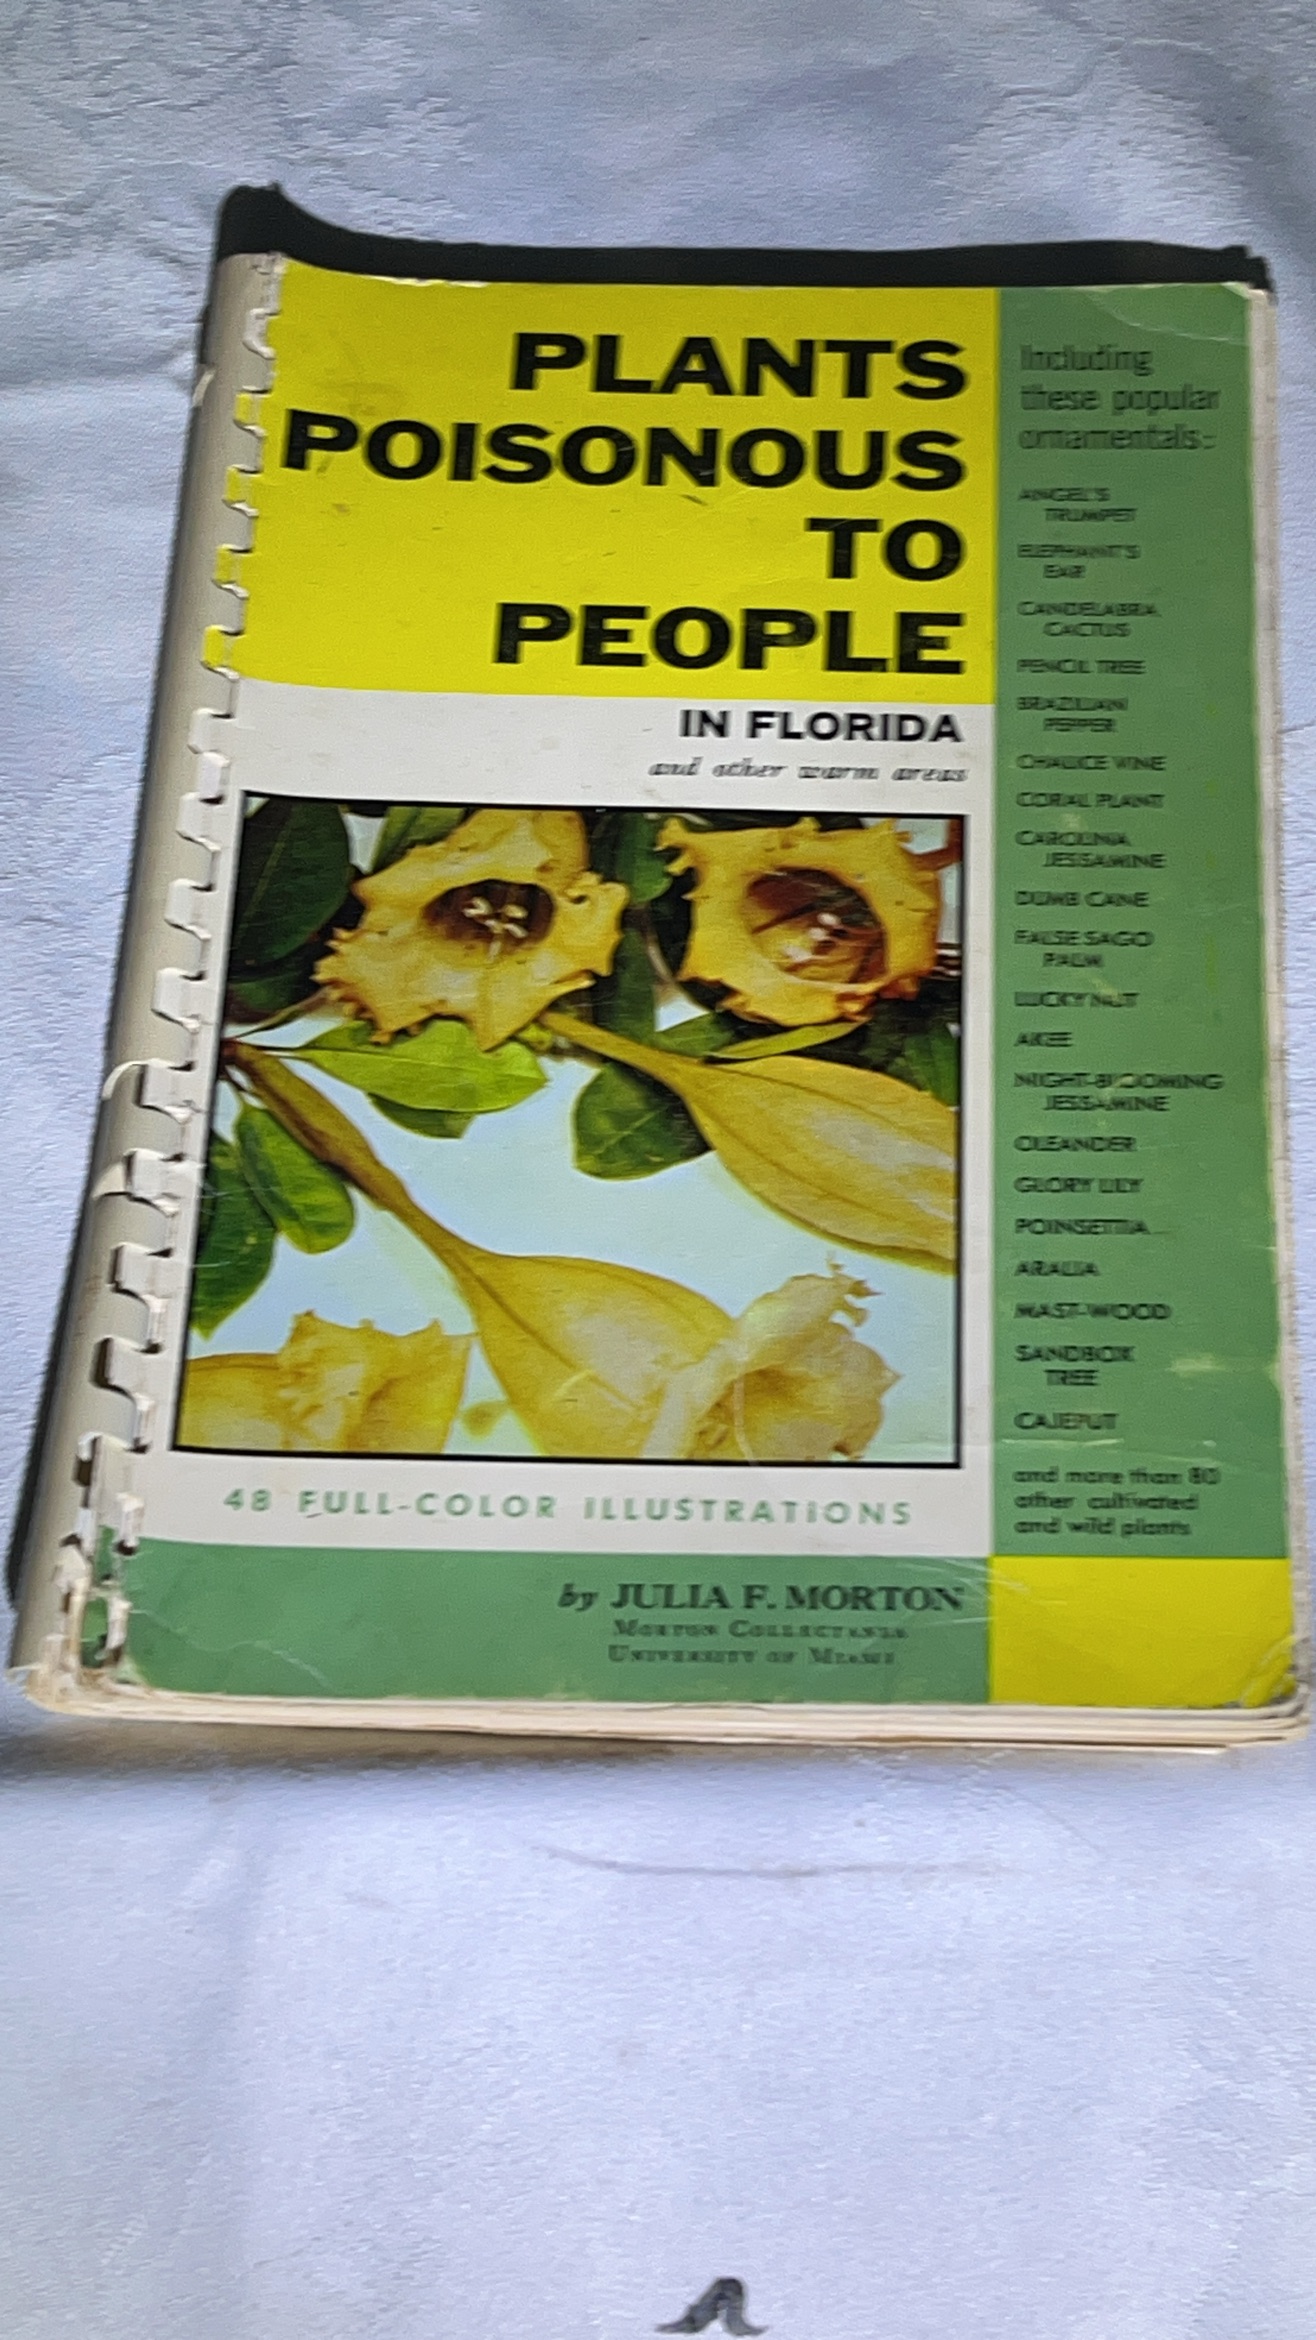 PLANTS
POISONOUS
TO
PEOPLE
IN FLORIDA
and other warm areas
48 FULL-COLOR ILLUSTRATIONS
by JULIA F. MORTON
MORTON COLLECTANEA
UNIVERSITY OF MIAMI
Including
these popular
ornamentals:
ANGEL'S
TRUMPET
ELEPHANT'S
EAR
CANDELABRA
CACTUS
PENCIL TREE
BRAZILIAN
PEPPER
CHALICE VINE
CORAL PLANT
CAROLINA
JESSAMINE
DUMB CANE
FALSE SAGO
PALM
LUCKY NUT
AKEE
NIGHT-BLOOMING
JESSAMINE
OLEANDER
GLORY LILY
POINSETTIA
ARALIA
MAST-WOOD
SANDBOX
TREE
CAJEPUT
and more than 80
other cultivated
and wild plants